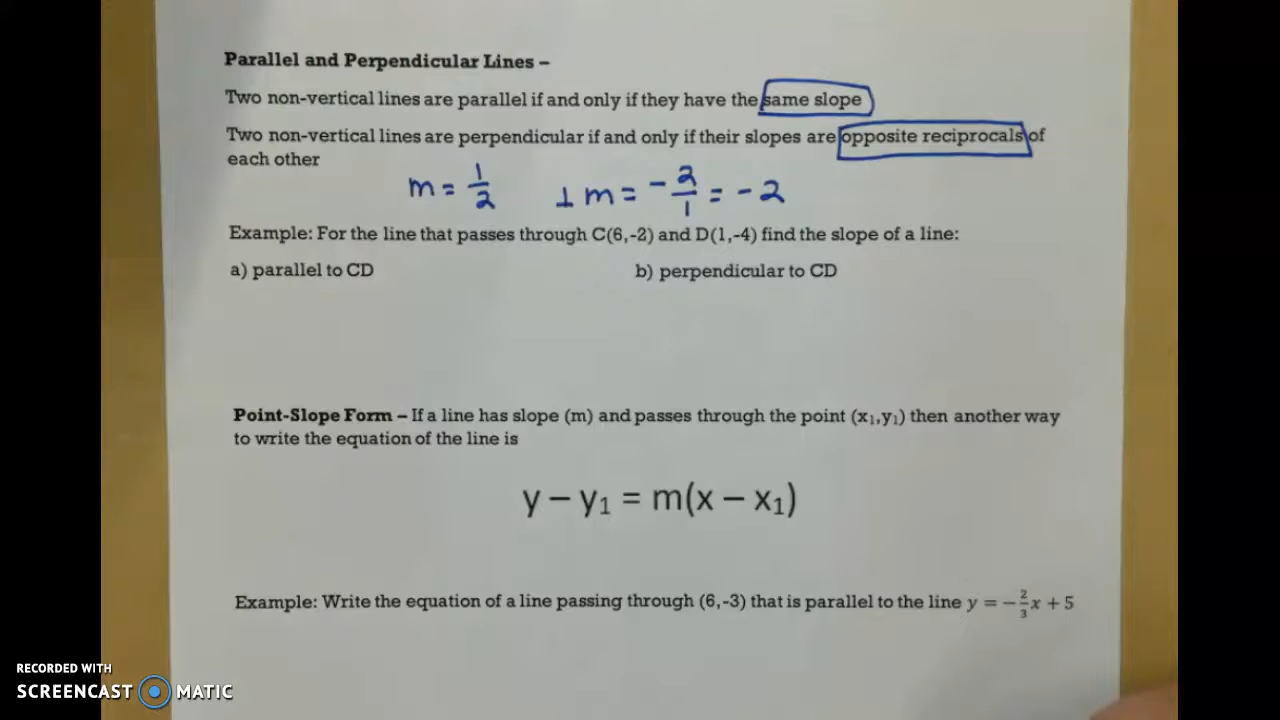 Parallel and Perpendicular Lines –
Two non-vertical lines are parallel if and only if they have the same slope
Two non-vertical lines are perpendicular if and only if their slopes are opposite reciprocals of
each other
m = 1/2 ⊥ m = -2/1 = -2
Example: For the line that passes through C(6,-2) and D(1,-4) find the slope of a line:
a) parallel to CD b) perpendicular to CD
Point-Slope Form – If a line has slope (m) and passes through the point (x₁,y₁) then another way
to write the equation of the line is
y – y₁ = m(x – x₁)
Example: Write the equation of a line passing through (6,-3) that is parallel to the line y = −2/3x + 5
RECORDED WITH
SCREENCAST MATIC